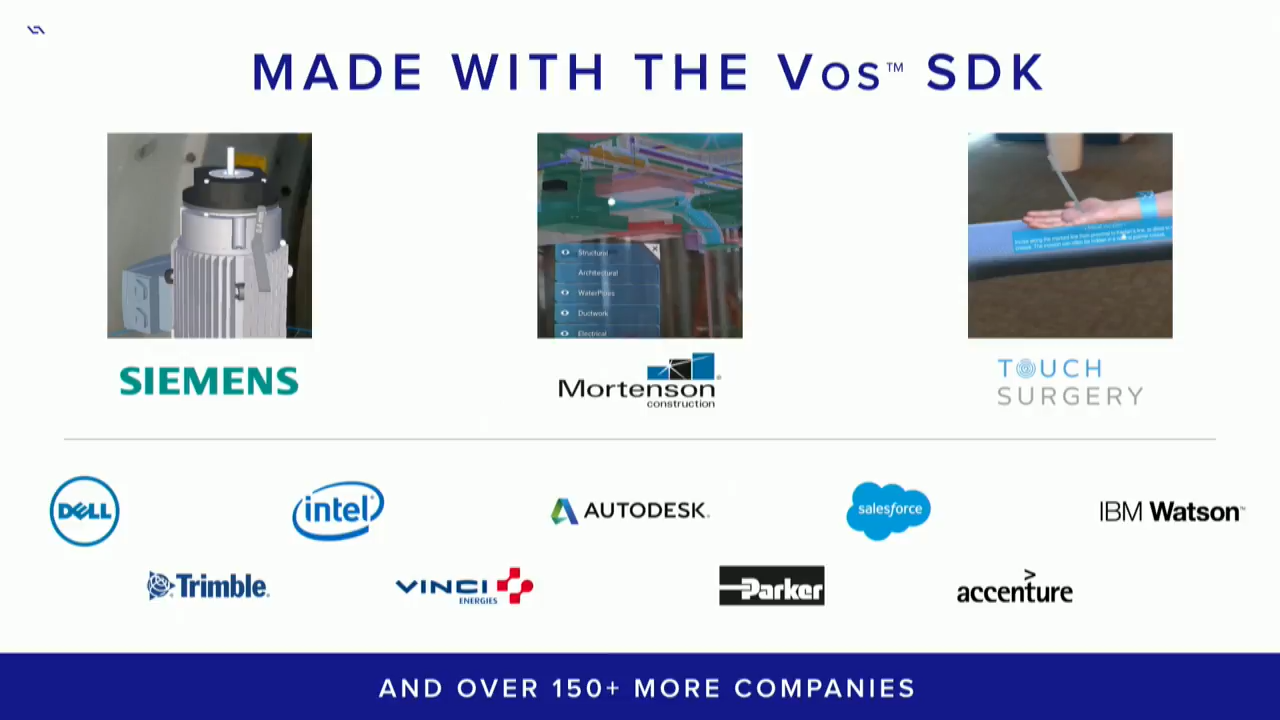 MADE WITH THE Vos™ SDK
Structural
Architectural
WaterPipes
Ductwork
Electrical
SIEMENS
Mortenson
construction
TOUCH
SURGERY
DELL
intel
AUTODESK.
salesforce
IBM Watson™
Trimble
VINCI
ENERGIES
Parker
accenture
AND OVER 150+ MORE COMPANIES